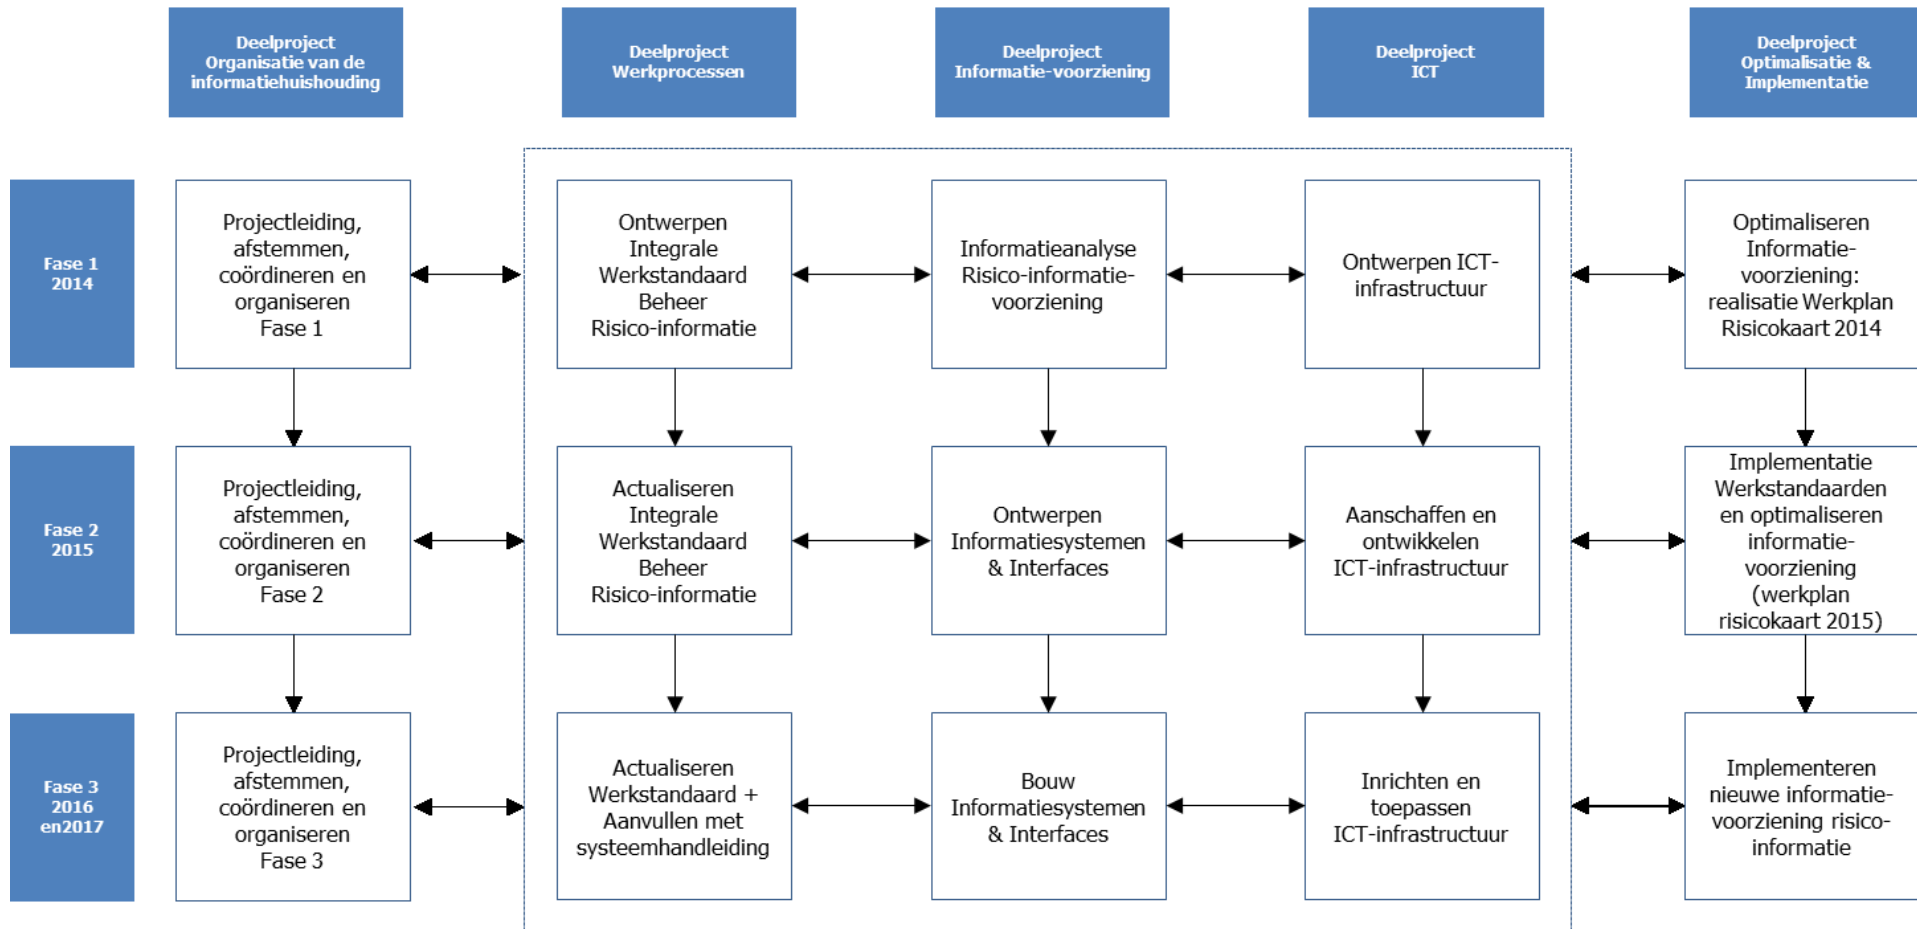 Deelproject
Organisatie van de
informatiehuishouding
Deelproject
Werkprocessen
Deelproject
Informatie-voorziening
Deelproject
ICT
Deelproject
Optimalisatie &
Implementatie
Fase 1
2014
Projectleiding,
afstemmen,
coördineren en
organiseren
Fase 1
Ontwerpen
Integrale
Werkstandaard
Beheer
Risico-informatie
Informatieanalyse
Risico-informatie-
voorziening
Ontwerpen ICT-
infrastructuur
Optimaliseren
Informatie-
voorziening:
realisatie Werkplan
Risicokaart 2014
Fase 2
2015
Projectleiding,
afstemmen,
coördineren en
organiseren
Fase 2
Actualiseren
Integrale
Werkstandaard
Beheer
Risico-informatie
Ontwerpen
Informatiesystemen
& Interfaces
Aanschaffen en
ontwikkelen
ICT-infrastructuur
Implementatie
Werkstandaarden
en optimaliseren
informatie-
voorziening
(werkplan
risicokaart 2015)
Fase 3
2016
en2017
Projectleiding,
afstemmen,
coördineren en
organiseren
Fase 3
Actualiseren
Werkstandaard +
Aanvullen met
systeemhandleiding
Bouw
Informatiesystemen
& Interfaces
Inrichten en
toepassen
ICT-infrastructuur
Implementeren
nieuwe informatie-
voorziening risico-
informatie